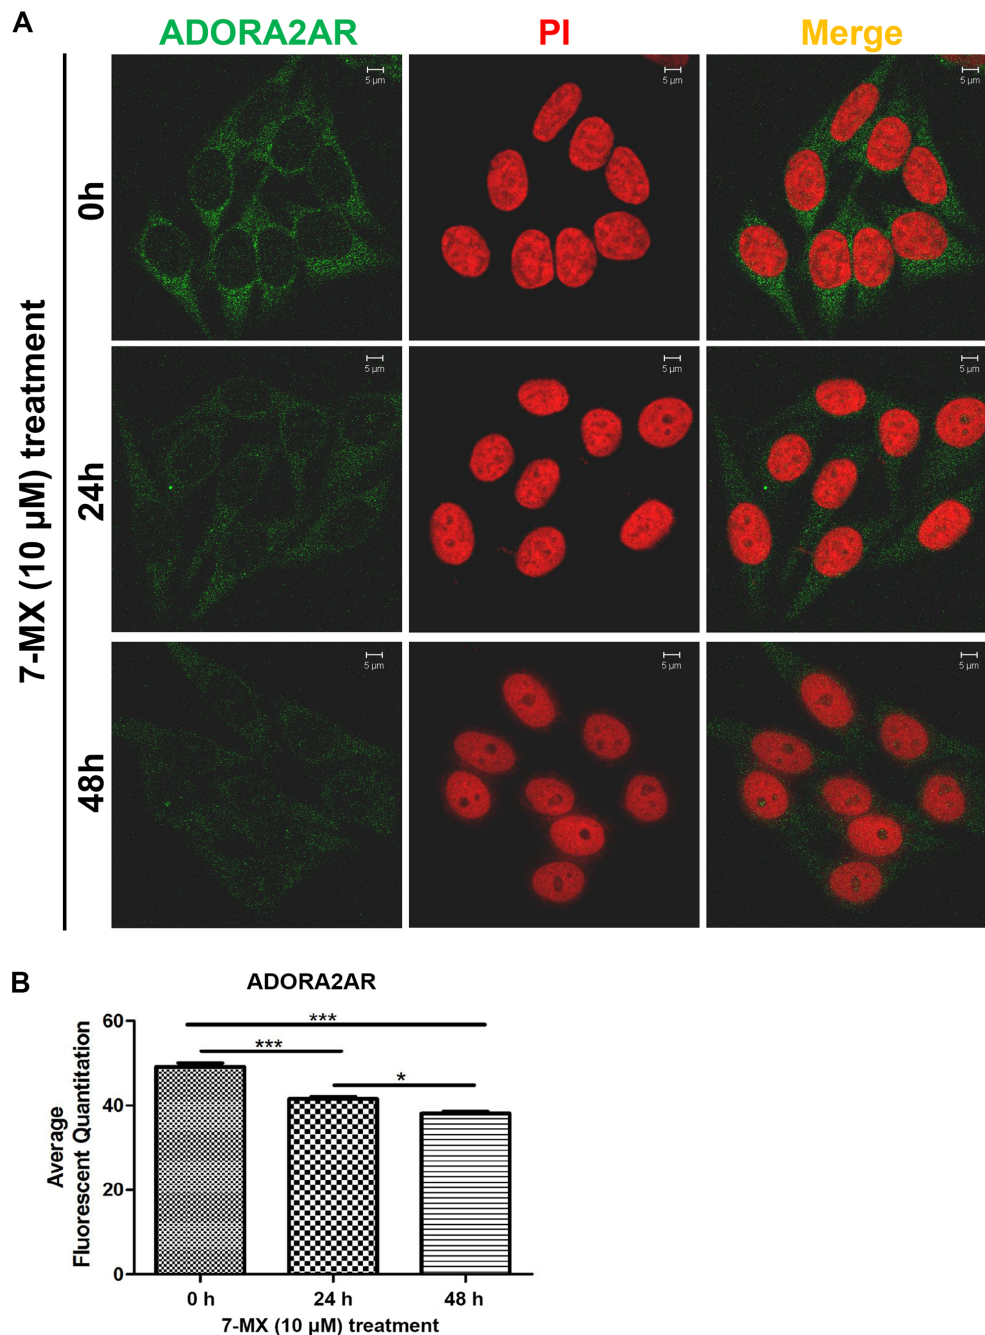 A
ADORA2AR PI Merge
7-MX (10 µM) treatment
0h
5 µm 5 µm 5 µm
24h
5 µm 5 µm 5 µm
48h
5 µm 5 µm 5 µm
B
ADORA2AR
Average
Fluorescent Quantitation
60
40
20
0
***
***
*
0 h 24 h 48 h
7-MX (10 µM) treatment